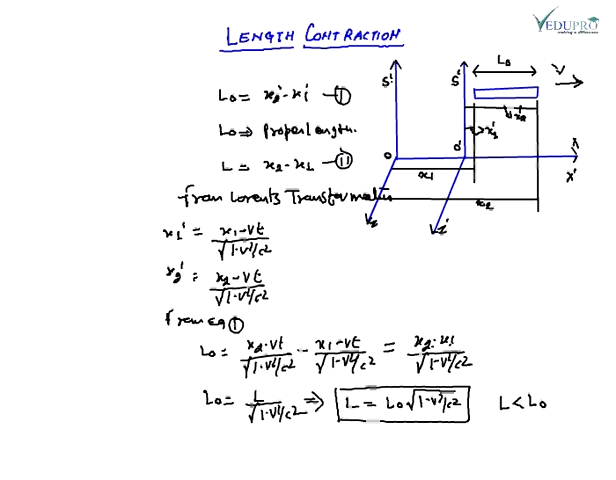 VEDUPRO
making a difference
LENGTH CONTRACTION
L0 = x2' - x1' —Ⓘ
L0 ⇒ Proper length.
L = x2 - x1 —(II)
from Lorentz Transformation
x1' = x1-vt / √1-v²/c²
x2' = x2-vt / √1-v²/c²
From eq Ⓘ
L0 = x2-vt / √1-v²/c² - x1-vt / √1-v²/c² = x2-x1 / √1-v²/c²
L0 = L / √1-v²/c² ⇒ L = L0 √1-v²/c² L < L0
S S' L0 V
x1' x2'
O O' X
x1 X'
x2
Z Z'